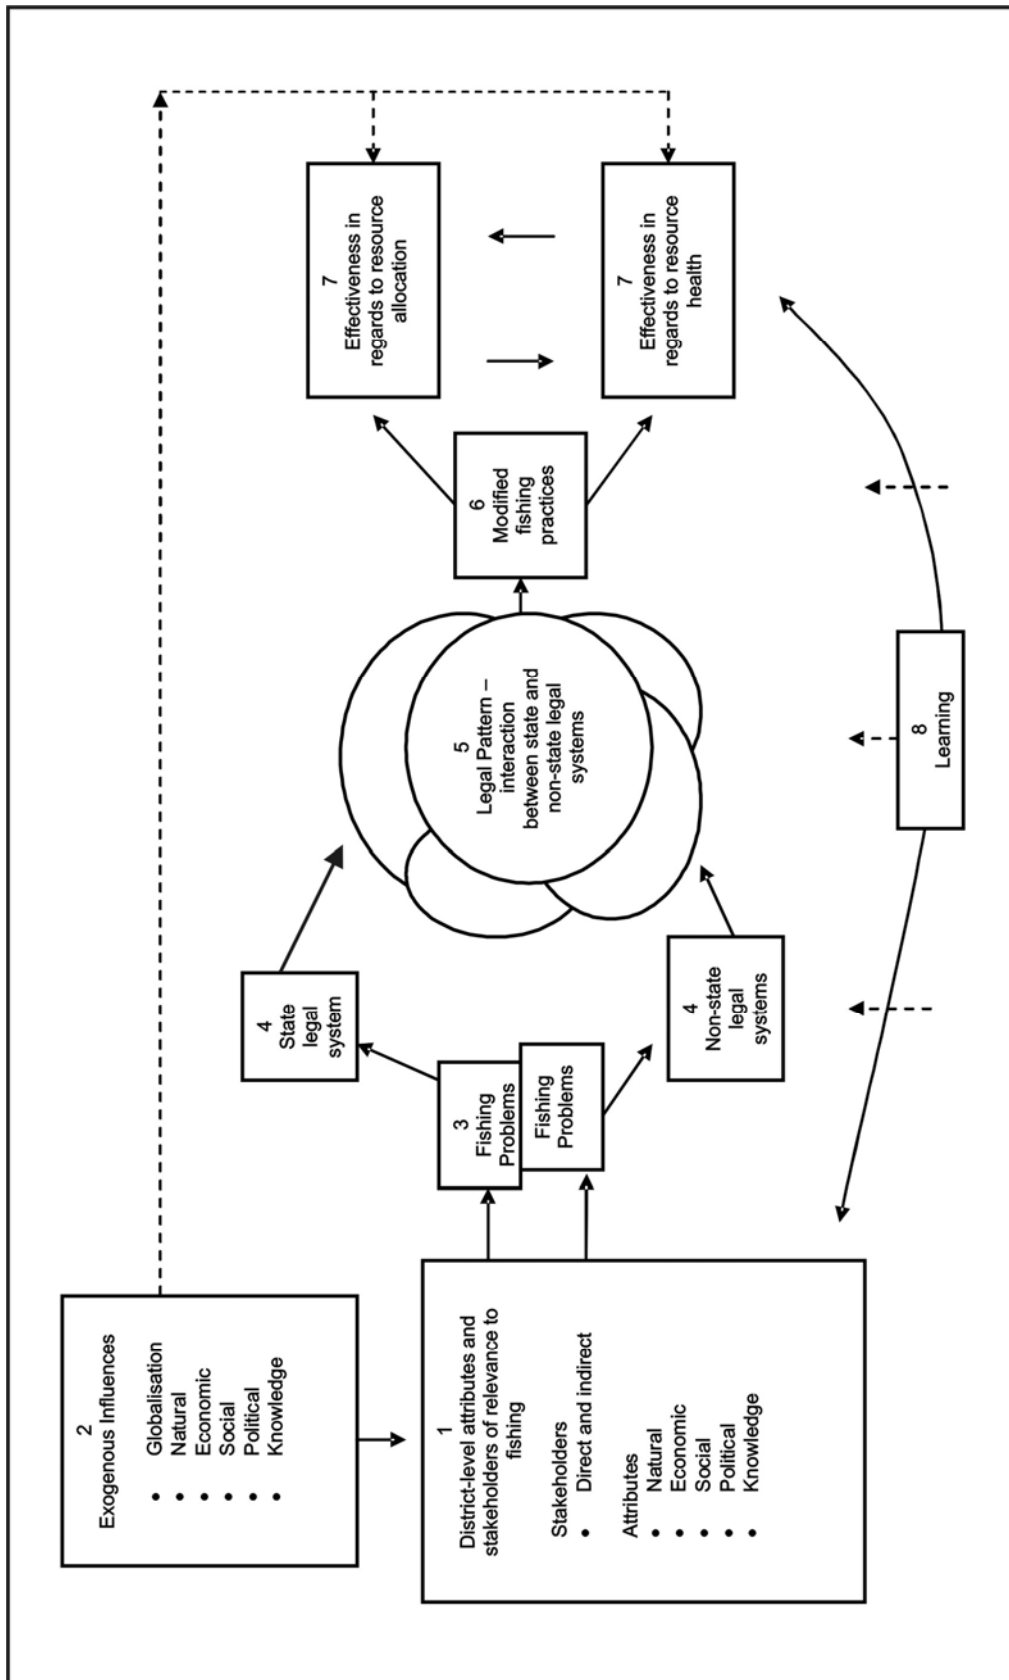 2
Exogenous Influences
• Globalisation
• Natural
• Economic
• Social
• Political
• Knowledge
1
District-level attributes and
stakeholders of relevance to
fishing
Stakeholders
• Direct and indirect
Attributes
• Natural
• Economic
• Social
• Political
• Knowledge
3
Fishing
Problems
Fishing
Problems
4
State
legal
system
4
Non-state
legal
systems
5
Legal Pattern –
interaction
between state and
non-state legal
systems
6
Modified
fishing
practices
7
Effectiveness in
regards to resource
allocation
7
Effectiveness in
regards to resource
health
8
Learning